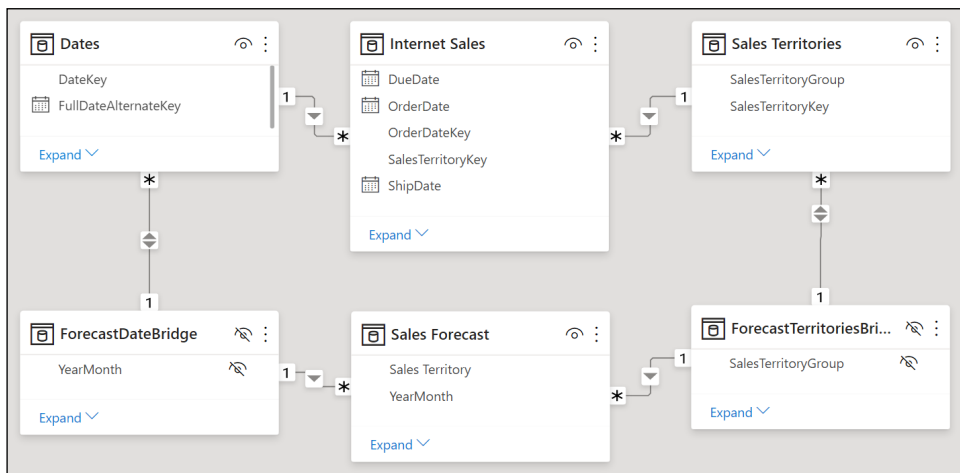 Dates
DateKey
FullDateAlternateKey
Expand
Internet Sales
DueDate
OrderDate
OrderDateKey
SalesTerritoryKey
ShipDate
Expand
Sales Territories
SalesTerritoryGroup
SalesTerritoryKey
Expand
1
*
*
1
*
1
*
1
ForecastDateBridge
YearMonth
Expand
1
*
Sales Forecast
Sales Territory
YearMonth
Expand
*
1
ForecastTerritoriesBri...
SalesTerritoryGroup
Expand